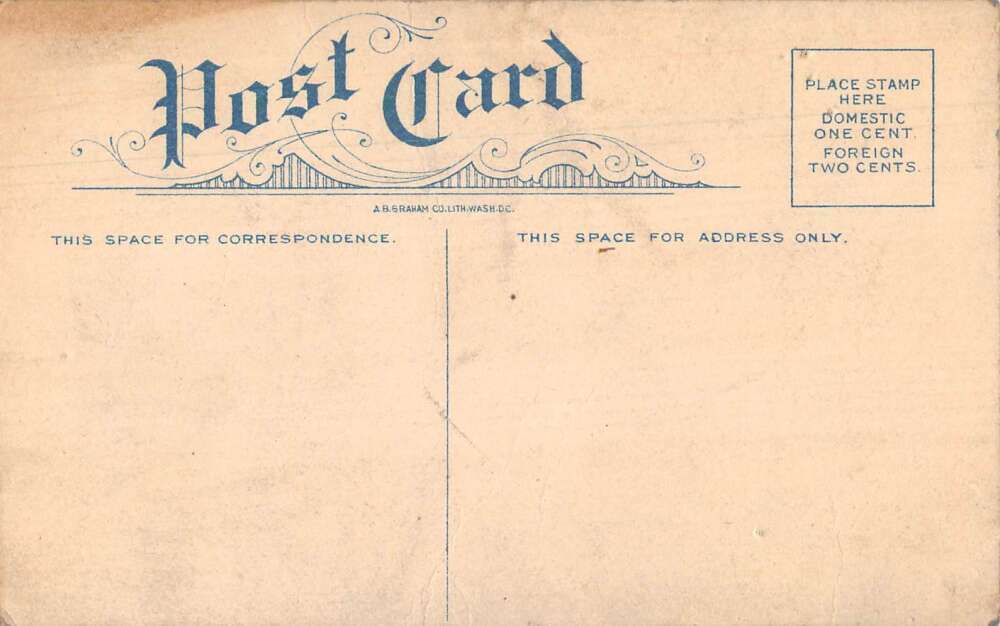 Post Card
PLACE STAMP
HERE
DOMESTIC
ONE CENT.
FOREIGN
TWO CENTS.
A.B.GRAHAM CO.LITH.WASH.D.C.
THIS SPACE FOR CORRESPONDENCE.
THIS SPACE FOR ADDRESS ONLY.